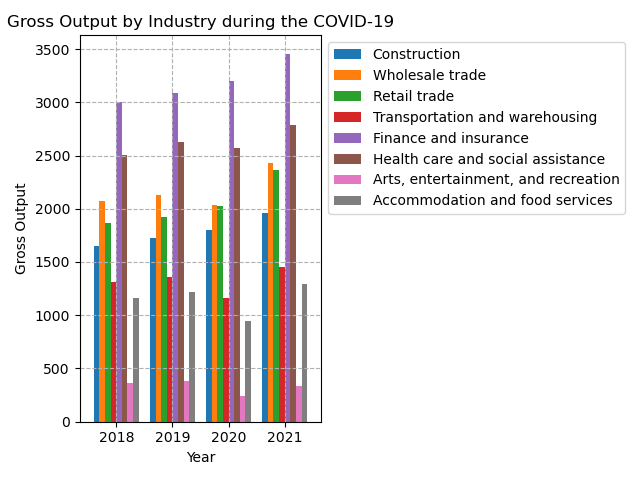 Gross Output by Industry during the COVID-19
Gross Output
3500
3000
2500
2000
1500
1000
500
0
2018 2019 2020 2021
Year
Construction
Wholesale trade
Retail trade
Transportation and warehousing
Finance and insurance
Health care and social assistance
Arts, entertainment, and recreation
Accommodation and food services